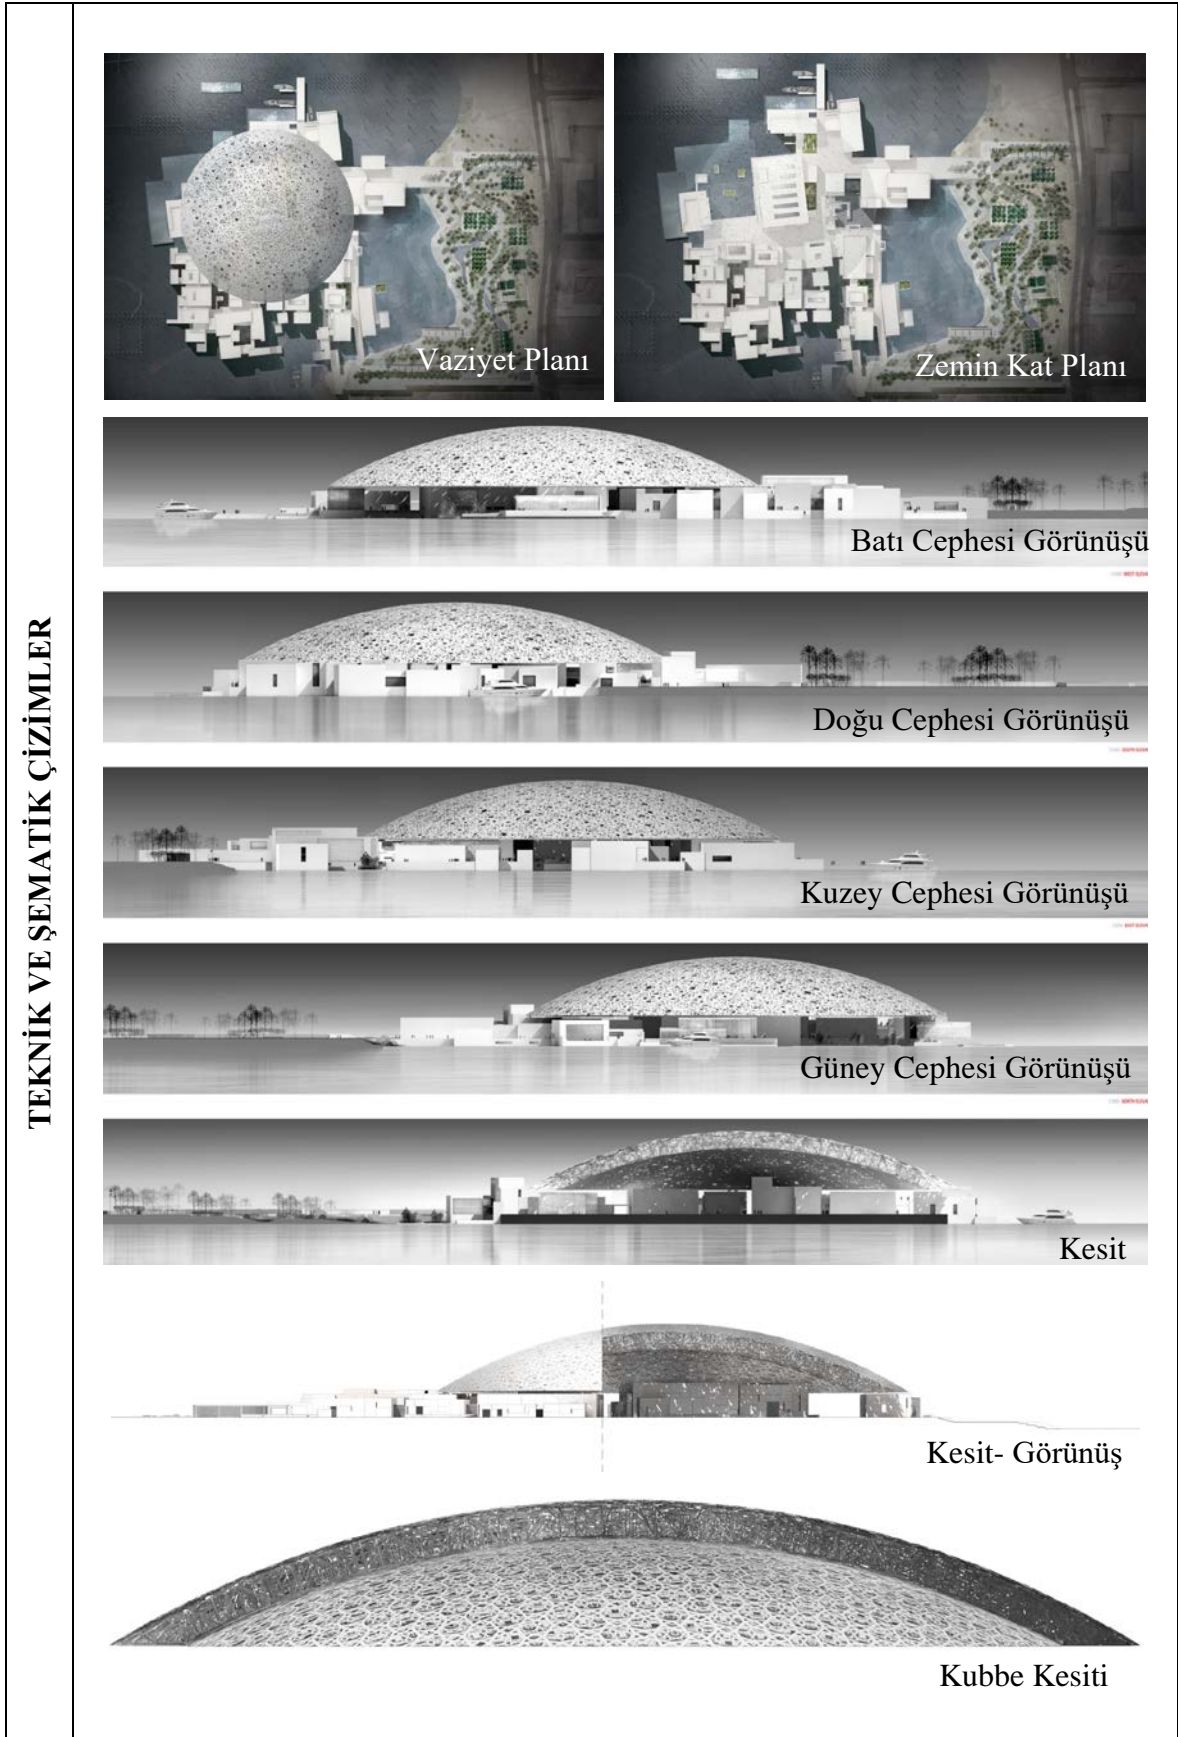 TEKNİK VE ŞEMATİK ÇİZİMLER
Vaziyet Planı
Zemin Kat Planı
Batı Cephesi Görünüşü
Doğu Cephesi Görünüşü
Kuzey Cephesi Görünüşü
Güney Cephesi Görünüşü
Kesit
Kesit- Görünüş
Kubbe Kesiti